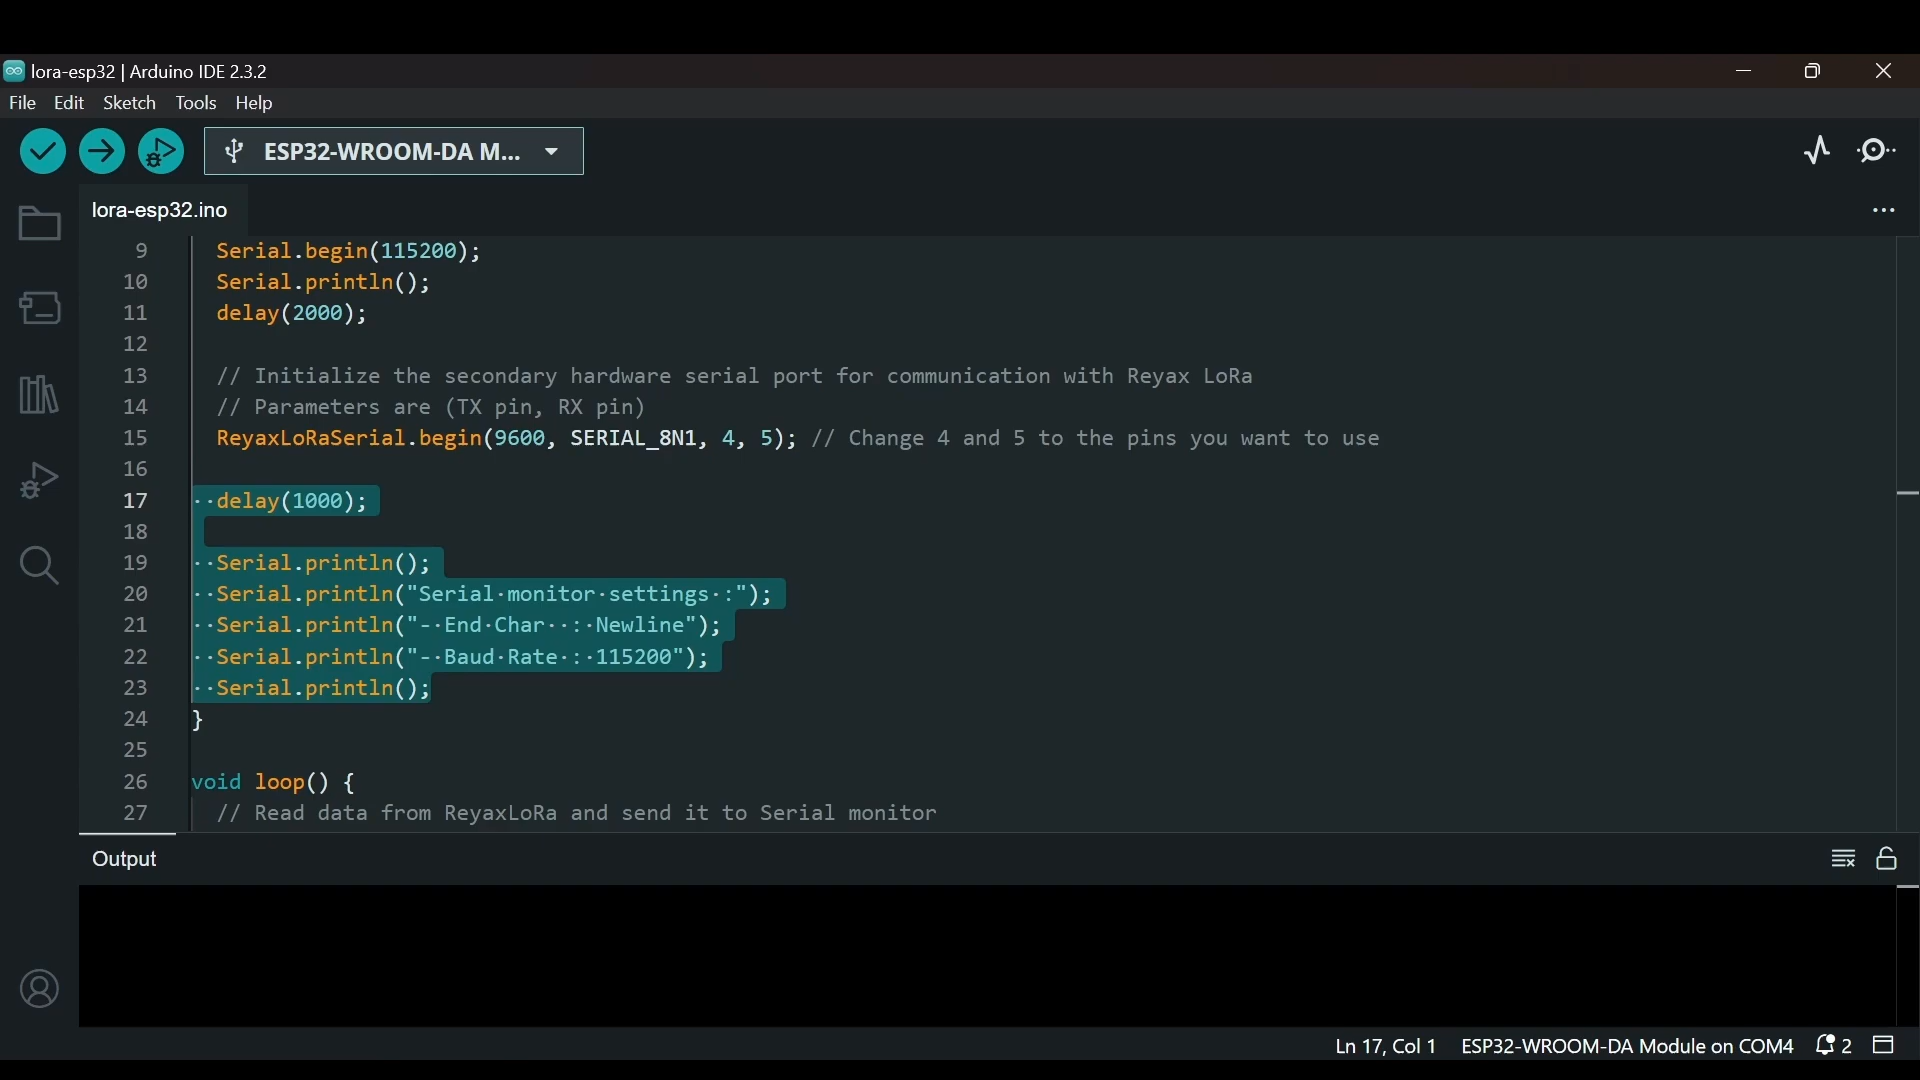 lora-esp32 | Arduino IDE 2.3.2
File Edit Sketch Tools Help
ESP32-WROOM-DA M...
lora-esp32.ino
9 Serial.begin(115200);
10 Serial.println();
11 delay(2000);
12
13 // Initialize the secondary hardware serial port for communication with Reyax LoRa
14 // Parameters are (TX pin, RX pin)
15 ReyaxLoRaSerial.begin(9600, SERIAL_8N1, 4, 5); // Change 4 and 5 to the pins you want to use
16
17 delay(1000);
18
19 Serial.println();
20 Serial.println("Serial monitor settings :");
21 Serial.println("- End Char  : Newline");
22 Serial.println("- Baud Rate : 115200");
23 Serial.println();
24 }
25
26 void loop() {
27 // Read data from ReyaxLoRa and send it to Serial monitor
Output
Ln 17, Col 1 ESP32-WROOM-DA Module on COM4 2